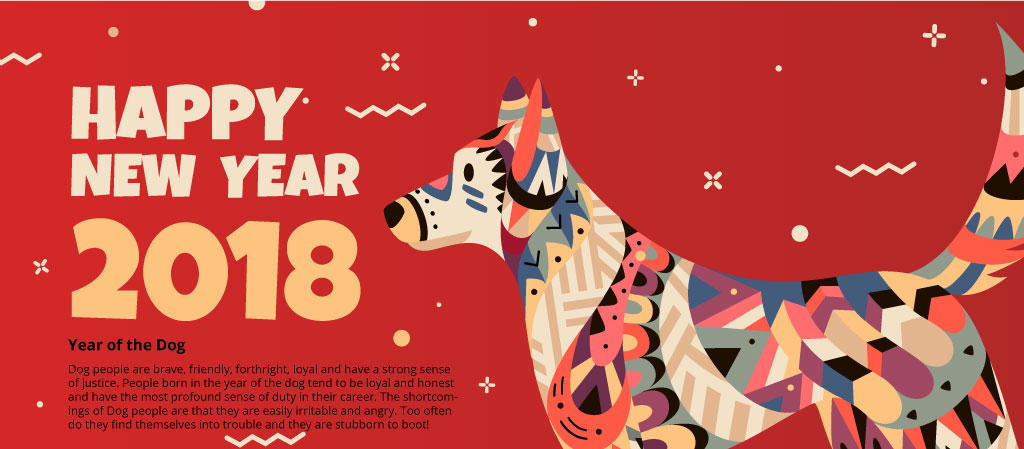 HAPPY
NEW YEAR
2018
Year of the Dog
Dog people are brave, friendly, forthright, loyal and have a strong sense
of justice. People born in the year of the dog tend to be loyal and honest
and have the most profound sense of duty in their career. The shortcom-
ings of Dog people are that they are easily irritable and angry. Too often
do they find themselves into trouble and they are stubborn to boot!